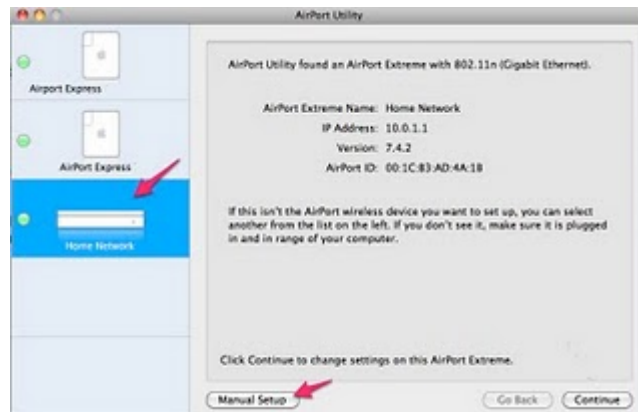 AirPort Utility
Airport Express
AirPort Express
Home Network
AirPort Utility found an AirPort Extreme with 802.11n (Gigabit Ethernet).
AirPort Extreme Name: Home Network
IP Address: 10.0.1.1
Version: 7.4.2
AirPort ID: 00:1C:B3:AD:4A:1B
If this isn't the AirPort wireless device you want to set up, you can select
another from the list on the left. If you don't see it, make sure it is plugged
in and in range of your computer.
Click Continue to change settings on this AirPort Extreme.
Manual Setup
Go Back
Continue